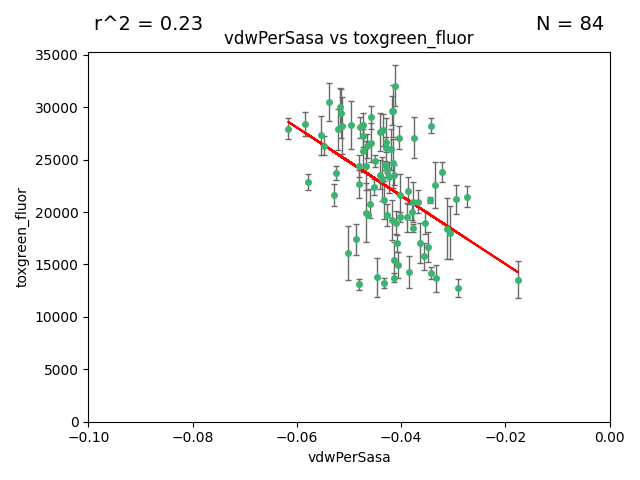 r^2 = 0.23
N = 84
vdwPerSasa vs toxgreen_fluor
35000
30000
25000
20000
15000
10000
5000
0
toxgreen_fluor
−0.10
−0.08
−0.06
−0.04
−0.02
0.00
vdwPerSasa